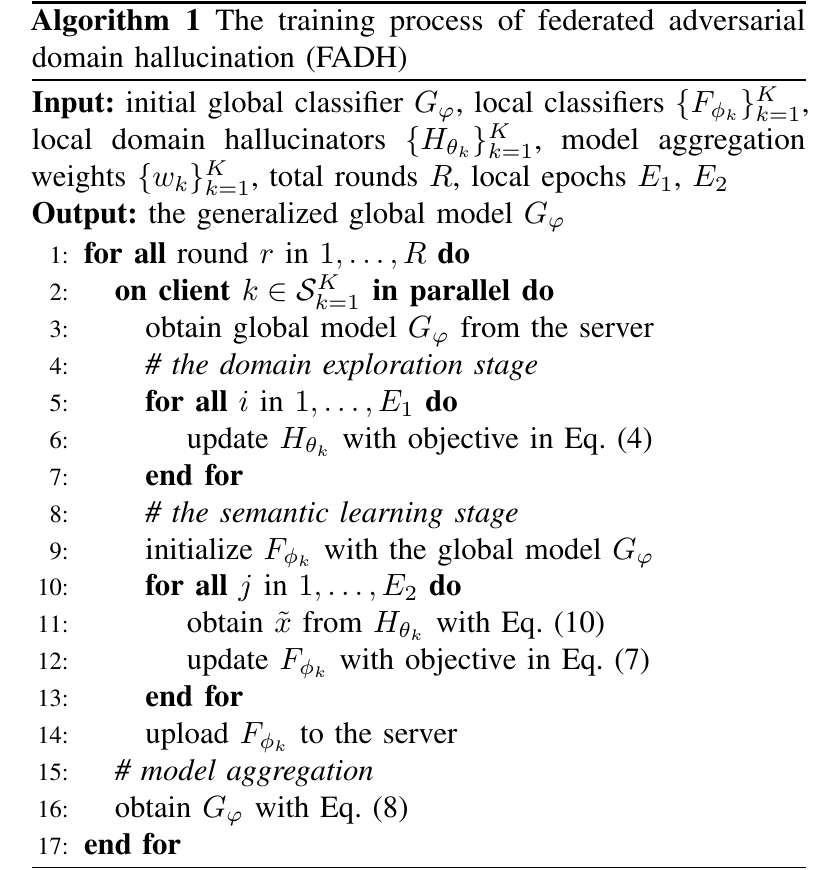 Algorithm 1 The training process of federated adversarial
domain hallucination (FADH)
Input: initial global classifier $G_{\varphi}$, local classifiers $\{F_{\phi_k}\}_{k=1}^{K}$,
local domain hallucinators $\{H_{\theta_k}\}_{k=1}^{K}$, model aggregation
weights $\{w_k\}_{k=1}^{K}$, total rounds $R$, local epochs $E_1$, $E_2$
Output: the generalized global model $G_{\varphi}$
1: for all round $r$ in $1, \ldots, R$ do
2: on client $k \in \mathcal{S}_{k=1}^{K}$ in parallel do
3: obtain global model $G_{\varphi}$ from the server
4: # the domain exploration stage
5: for all $i$ in $1, \ldots, E_1$ do
6: update $H_{\theta_k}$ with objective in Eq. (4)
7: end for
8: # the semantic learning stage
9: initialize $F_{\phi_k}$ with the global model $G_{\varphi}$
10: for all $j$ in $1, \ldots, E_2$ do
11: obtain $\tilde{x}$ from $H_{\theta_k}$ with Eq. (10)
12: update $F_{\phi_k}$ with objective in Eq. (7)
13: end for
14: upload $F_{\phi_k}$ to the server
15: # model aggregation
16: obtain $G_{\varphi}$ with Eq. (8)
17: end for